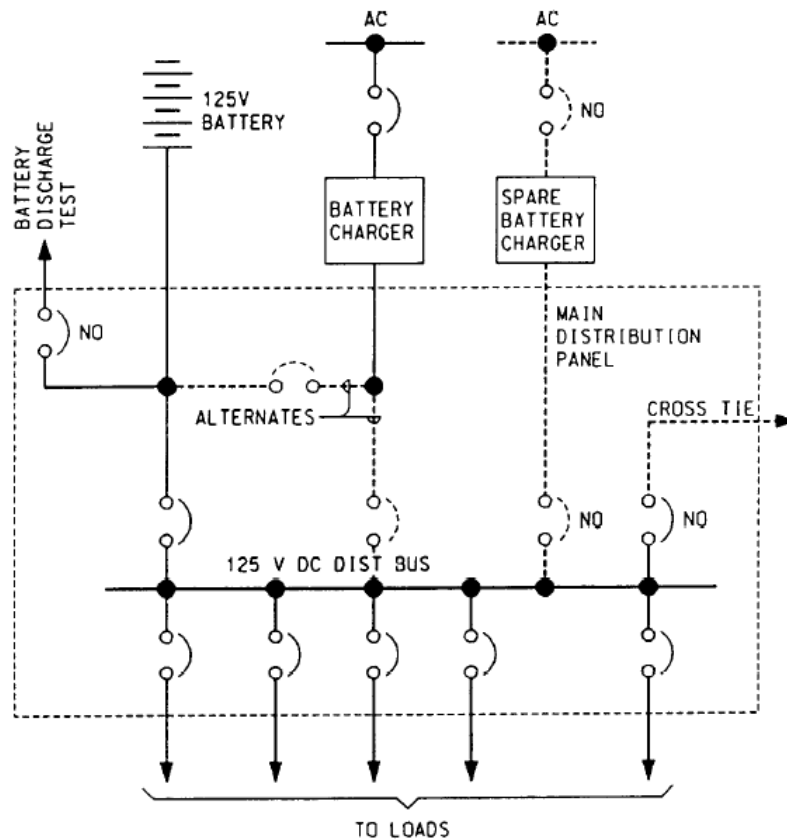 AC
AC
125V
BATTERY
NO
BATTERY
DISCHARGE
TEST
BATTERY
CHARGER
SPARE
BATTERY
CHARGER
NO
MAIN
DISTRIBUTION
PANEL
ALTERNATES
CROSS TIE
NO
NO
125 V DC DIST BUS
TO LOADS